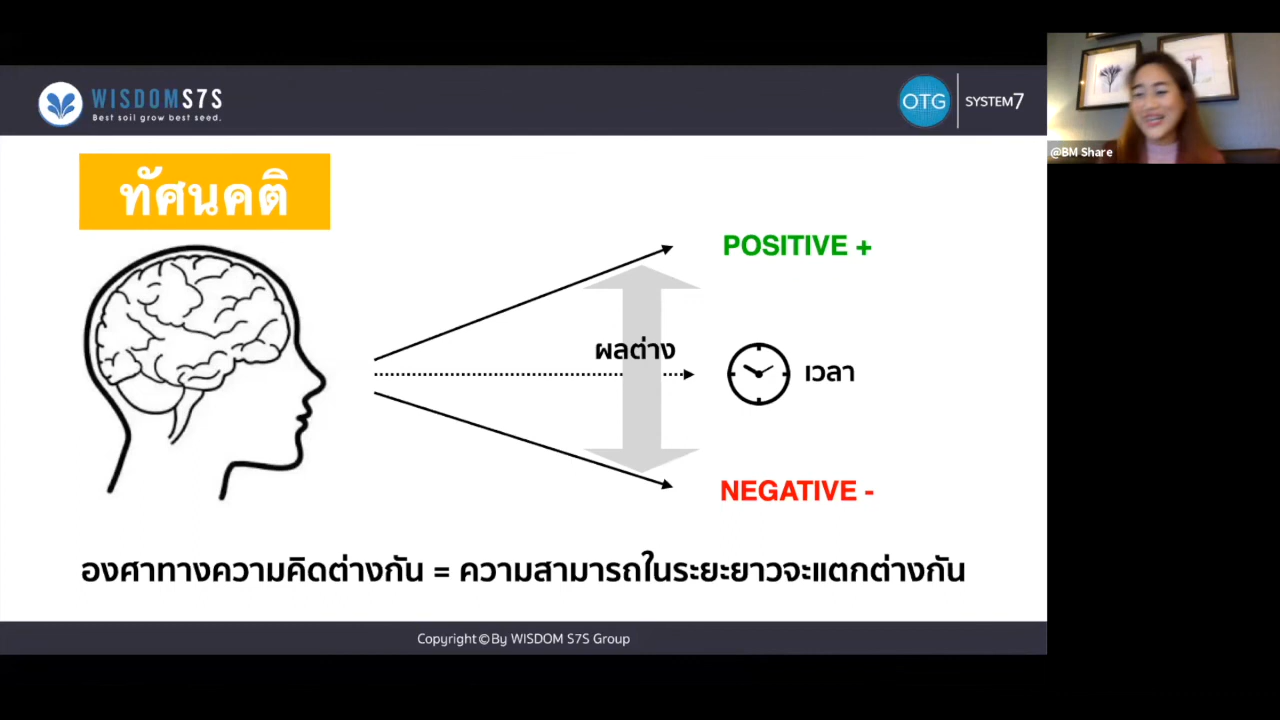 WISDOMS7S
Best soil grow best seed.
OTG SYSTEM7
@BM Share
ทัศนคติ
POSITIVE +
ผลต่าง
เวลา
NEGATIVE -
องศาทางความคิดต่างกัน = ความสามารถในระยะยาวจะแตกต่างกัน
Copyright©By WISDOM S7S Group